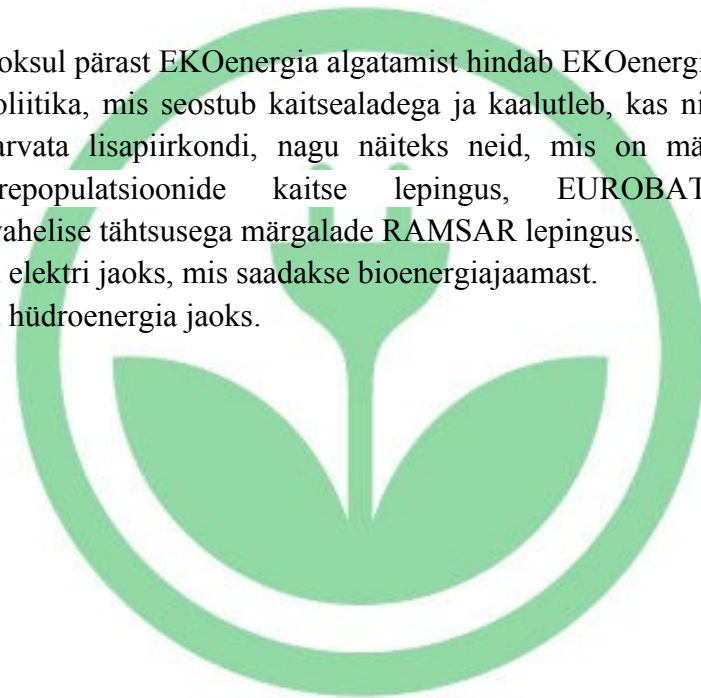 oksul pärast EKOenergia algatamist hindab EKOenergi
oliitika, mis seostub kaitsealadega ja kaalutleb, kas ni
arvata lisapiirkondi, nagu näiteks neid, mis on mä
repopulatsioonide kaitse lepingus, EUROBAT
vahelise tähtsusega märgalade RAMSAR lepingus.
elektri jaoks, mis saadakse bioenergiajaamast.
hüdroenergia jaoks.